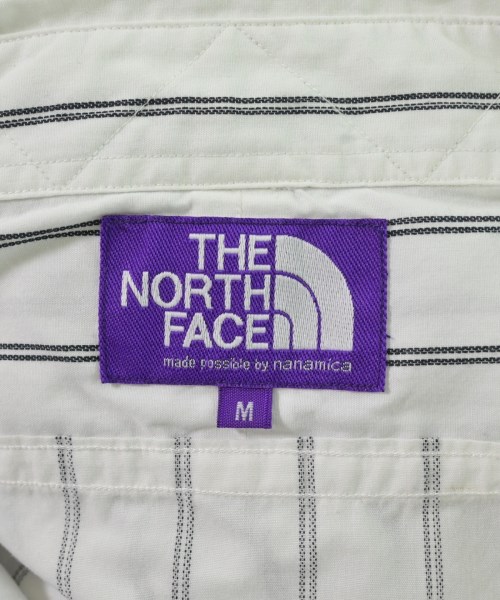 THE
NORTH
FACE
made possible by nanamica
M